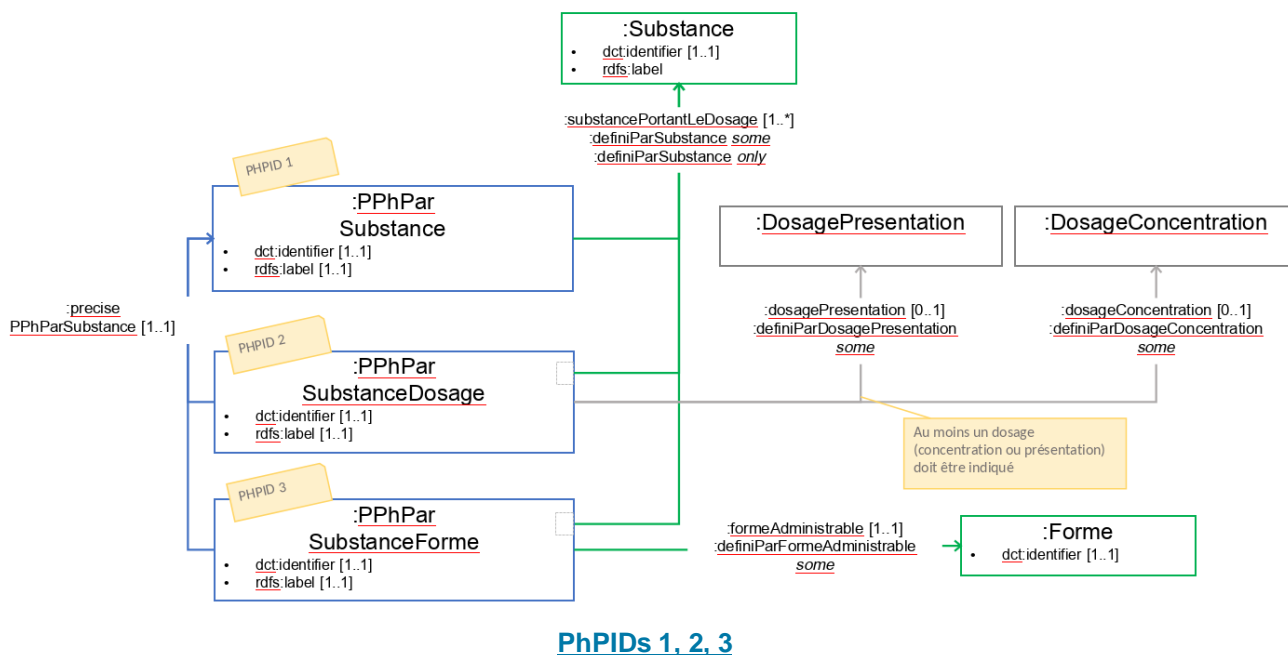 :Substance
• dct:identifier [1..1]
• rdfs:label
:substancePortantLeDosage [1..*]
:definiParSubstance some
:definiParSubstance only
PHPID 1
:PPhPar
Substance
• dct:identifier [1..1]
• rdfs:label [1..1]
:DosagePresentation
:DosageConcentration
:precise
PPhParSubstance [1..1]
:dosagePresentation [0..1]
:definiParDosagePresentation
some
:dosageConcentration [0..1]
:definiParDosageConcentration
some
PHPID 2
:PPhPar
SubstanceDosage
• dct:identifier [1..1]
• rdfs:label [1..1]
Au moins un dosage
(concentration ou présentation)
doit être indiqué
PHPID 3
:PPhPar
SubstanceForme
• dct:identifier [1..1]
• rdfs:label [1..1]
:formeAdministrable [1..1]
:definiParFormeAdministrable
some
:Forme
• dct:identifier [1..1]
PhPIDs 1, 2, 3